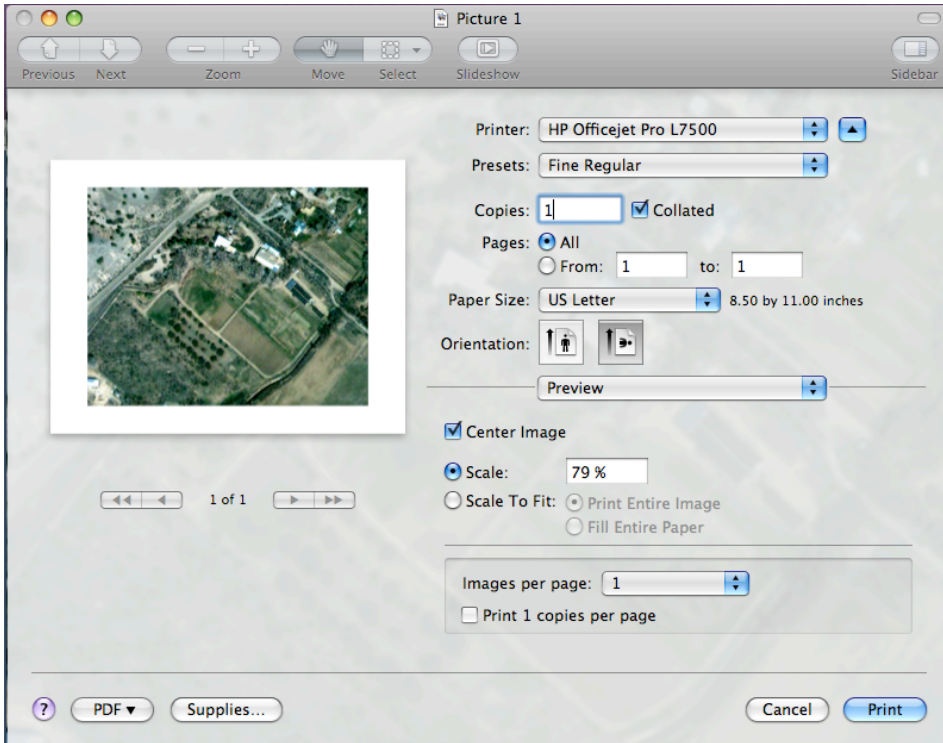 Picture 1
Previous Next Zoom Move Select Slideshow Sidebar
Printer: HP Officejet Pro L7500
Presets: Fine Regular
Copies: 1 Collated
Pages: All
From: 1 to: 1
Paper Size: US Letter 8.50 by 11.00 inches
Orientation:
Preview
Center Image
Scale: 79 %
Scale To Fit: Print Entire Image
Fill Entire Paper
1 of 1
Images per page: 1
Print 1 copies per page
? PDF▼ Supplies... Cancel Print